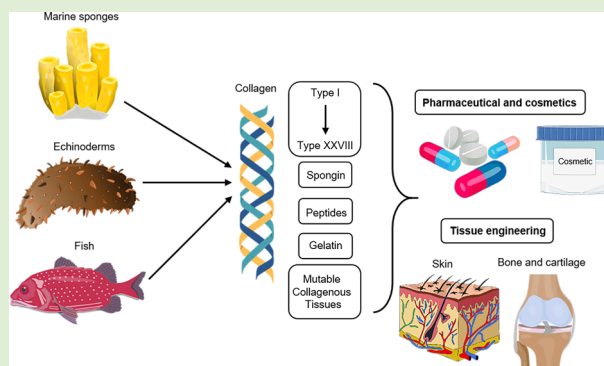 Marine sponges
Echinoderms
Fish
Collagen
Type I
Type XXVIII
Spongin
Peptides
Gelatin
Mutable
Collagenous
Tissues
Pharmaceutical and cosmetics
Cosmetic
Tissue engineering
Skin
Bone and cartilage